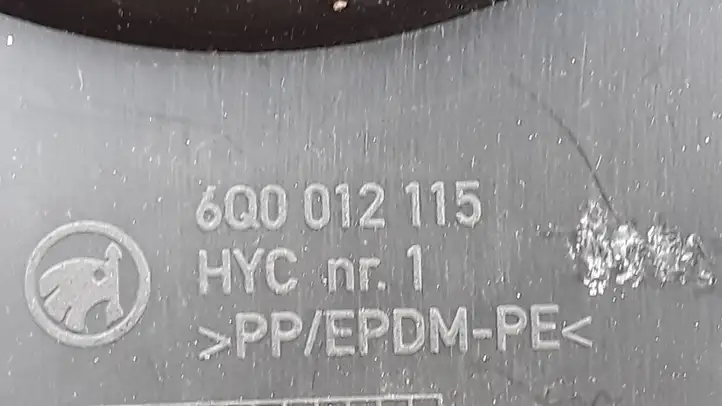 6Q0 012 115
HYC nr. 1
>PP/EPDM-PE<